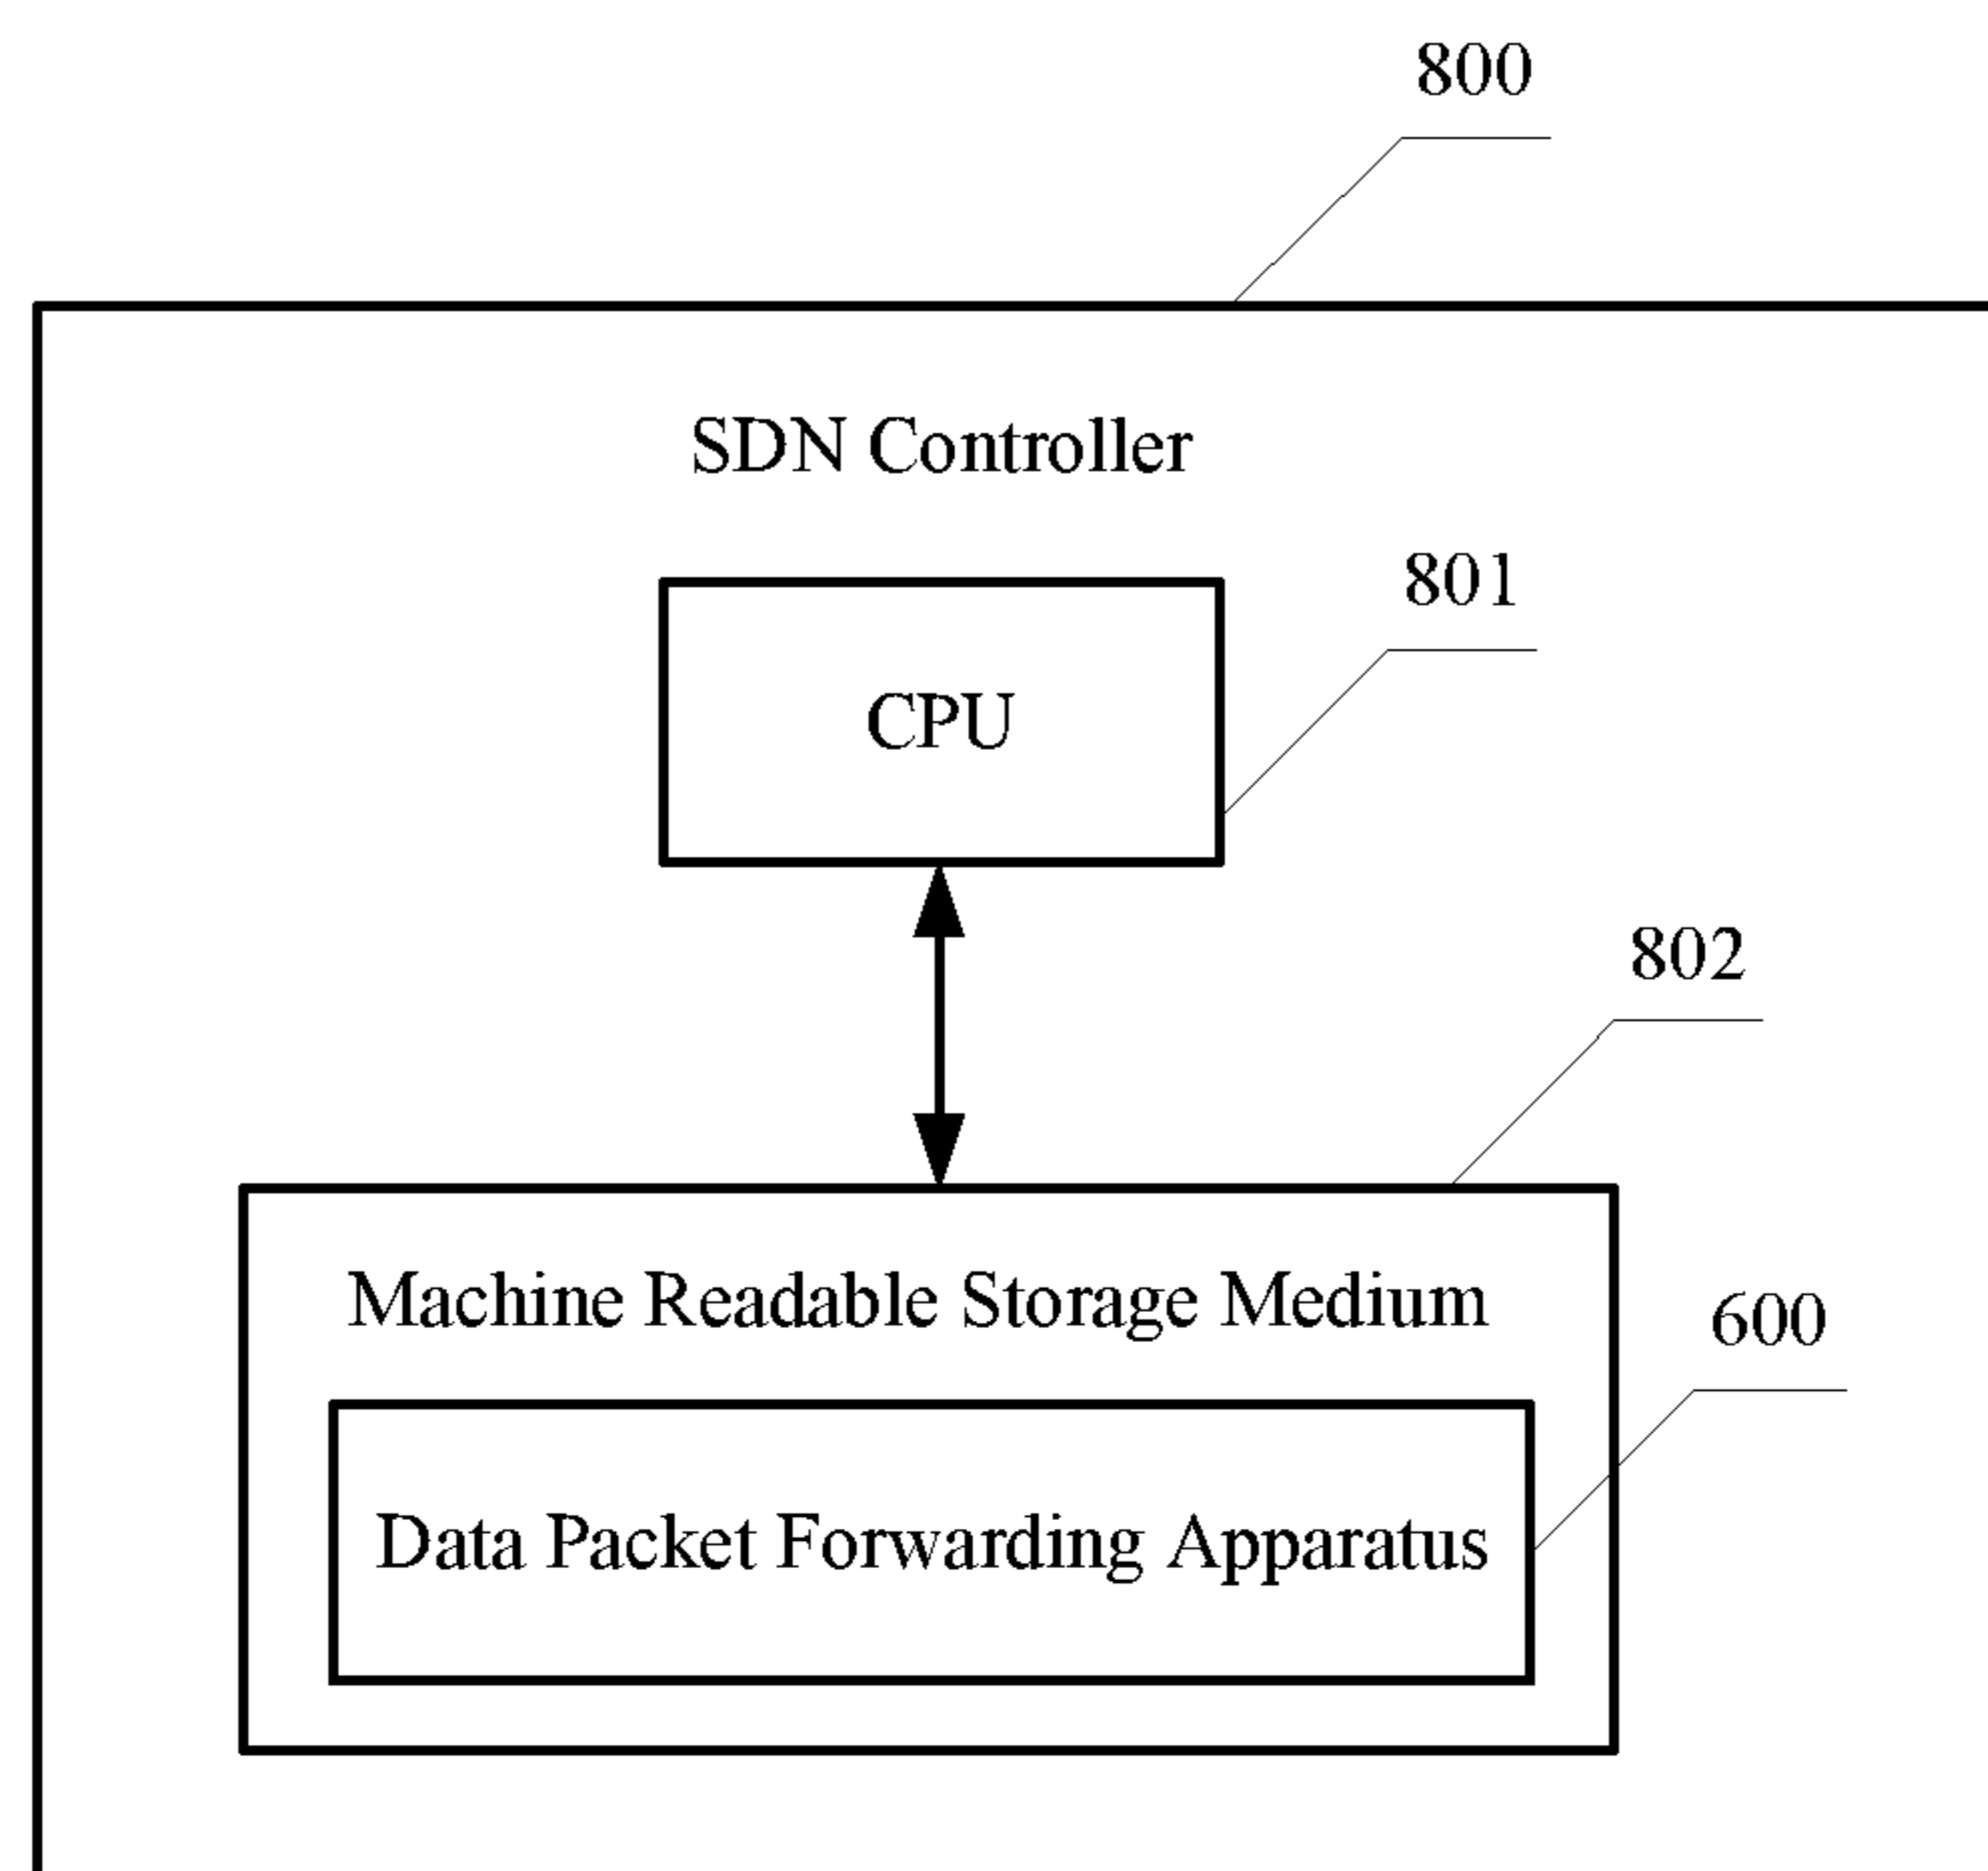 800
SDN Controller
801
CPU
802
Machine Readable Storage Medium
600
Data Packet Forwarding Apparatus